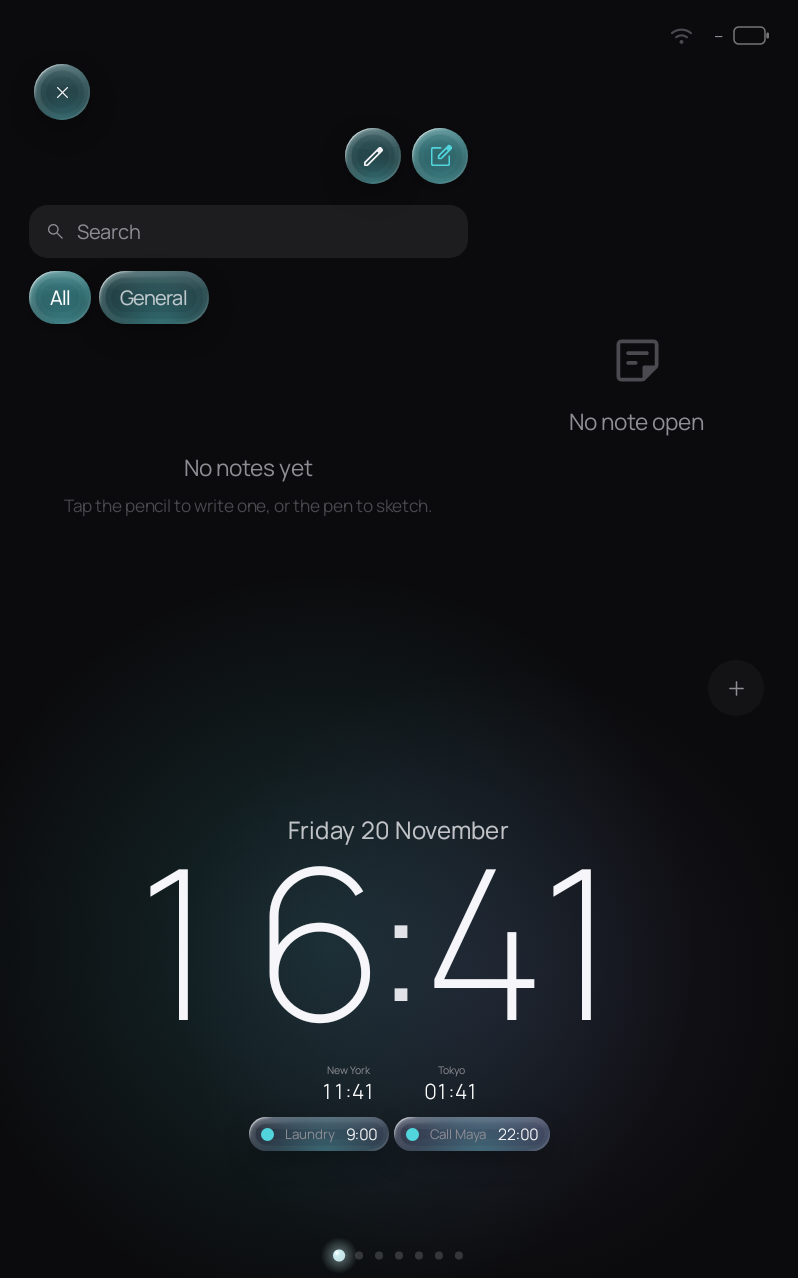 –
Search
All General
No note open
No notes yet
Tap the pencil to write one, or the pen to sketch.
Friday 20 November
16:41
New York Tokyo
11:41 01:41
Laundry 9:00 Call Maya 22:00